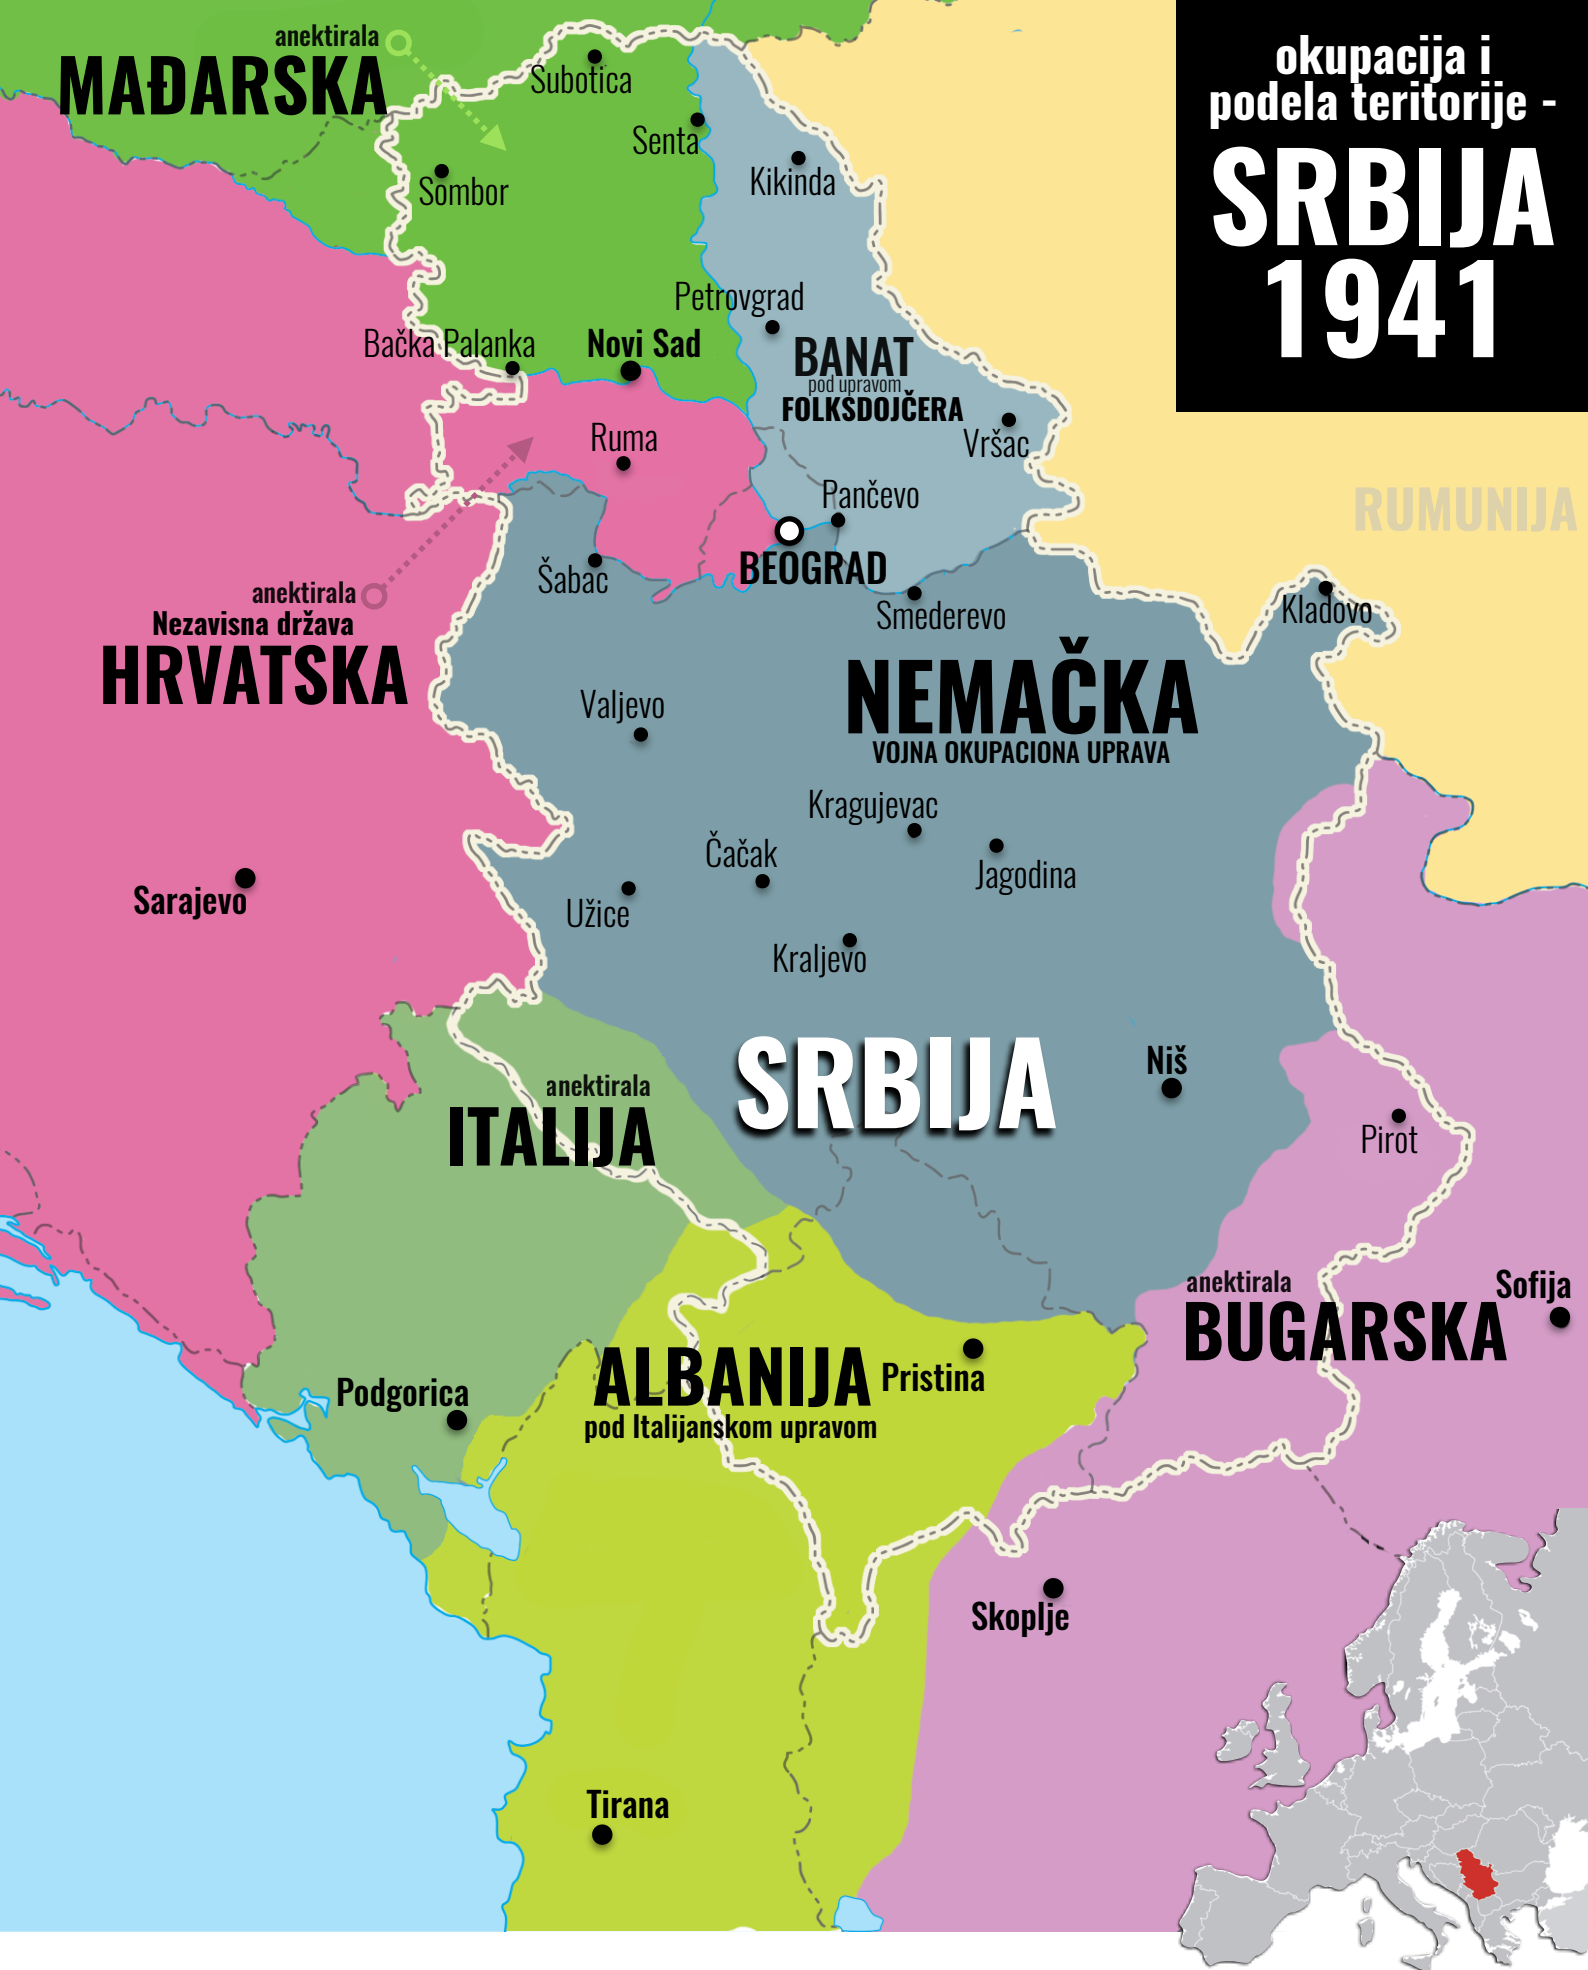 okupacija i
podela teritorije -
SRBIJA
1941
anektirala
MAĐARSKA
Subotica
Senta
Sombor
Kikinda
Petrovgrad
Bačka Palanka
Novi Sad
BANAT
pod upravom
FOLKSDOJČERA
Vršac
Ruma
Pančevo
RUMUNIJA
BEOGRAD
Šabac
Smederevo
Kladovo
anektirala
Nezavisna država
HRVATSKA
NEMAČKA
VOJNA OKUPACIONA UPRAVA
Valjevo
Kragujevac
Čačak
Jagodina
Užice
Sarajevo
Kraljevo
SRBIJA
Niš
Pirot
anektirala
ITALIJA
anektirala
BUGARSKA
Sofija
ALBANIJA
pod Italijanskom upravom
Pristina
Podgorica
Skoplje
Tirana